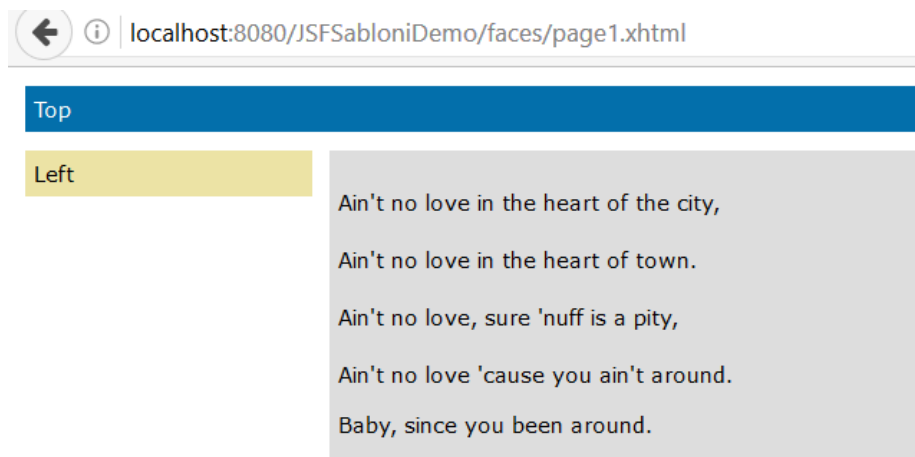 localhost:8080/JSFSabloniDemo/faces/page1.xhtml
Top
Left
Ain't no love in the heart of the city,
Ain't no love in the heart of town.
Ain't no love, sure 'nuff is a pity,
Ain't no love 'cause you ain't around.
Baby, since you been around.